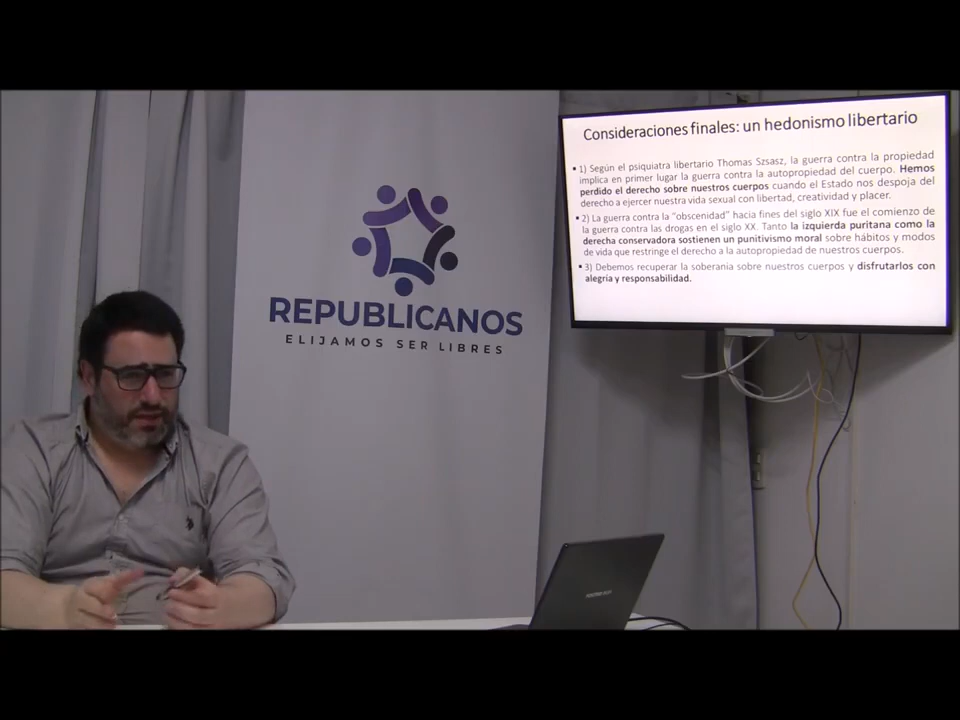 REPUBLICANOS
ELIJAMOS SER LIBRES
Consideraciones finales: un hedonismo libertario
1) Según el psiquiatra libertario Thomas Szsasz, la guerra contra la propiedad
implica en primer lugar la guerra contra la autopropiedad del cuerpo. Hemos
perdido el derecho sobre nuestros cuerpos cuando el Estado nos despoja del
derecho a ejercer nuestra vida sexual con libertad, creatividad y placer.
2) La guerra contra la “obscenidad” hacia fines del siglo XIX fue el comienzo de
la guerra contra las drogas en el siglo XX. Tanto la izquierda puritana como la
derecha conservadora sostienen un punitivismo moral sobre hábitos y modos
de vida que restringe el derecho a la autopropiedad de nuestros cuerpos.
3) Debemos recuperar la soberanía sobre nuestros cuerpos y disfrutarlos con
alegría y responsabilidad.